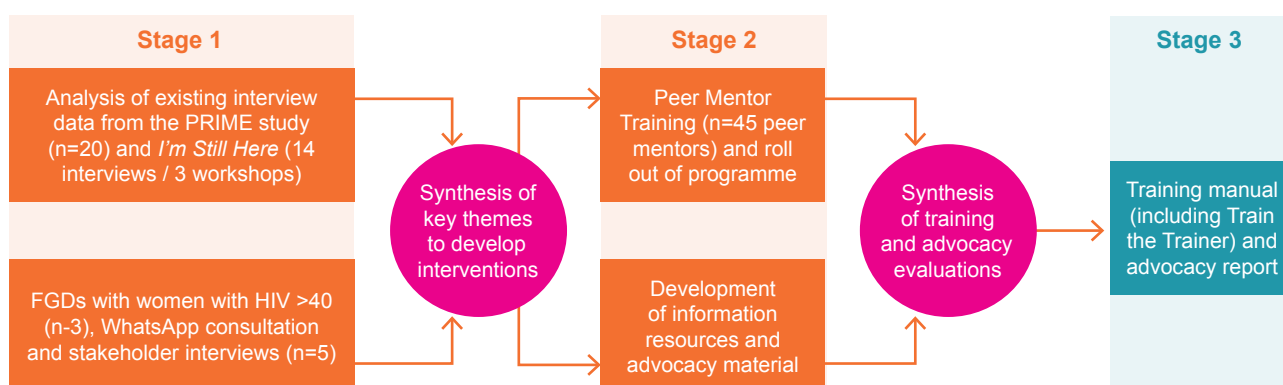 Stage 1
Analysis of existing interview
data from the PRIME study
(n=20) and I'm Still Here (14
interviews / 3 workshops)
FGDs with women with HIV >40
(n-3), WhatsApp consultation
and stakeholder interviews (n=5)
Synthesis of
key themes
to develop
interventions
Stage 2
Peer Mentor
Training (n=45 peer
mentors) and roll
out of programme
Development
of information
resources and
advocacy material
Synthesis
of training
and advocacy
evaluations
Stage 3
Training manual
(including Train
the Trainer) and
advocacy report